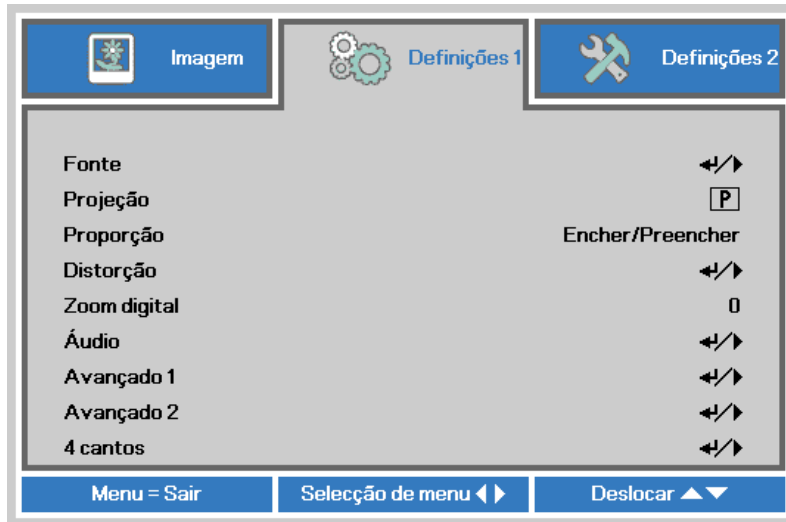 Imagem
Definições 1
Definições 2
Fonte
Projeção P
Proporção Encher/Preencher
Distorção
Zoom digital 0
Áudio
Avançado 1
Avançado 2
4 cantos
Menu = Sair
Selecção de menu
Deslocar